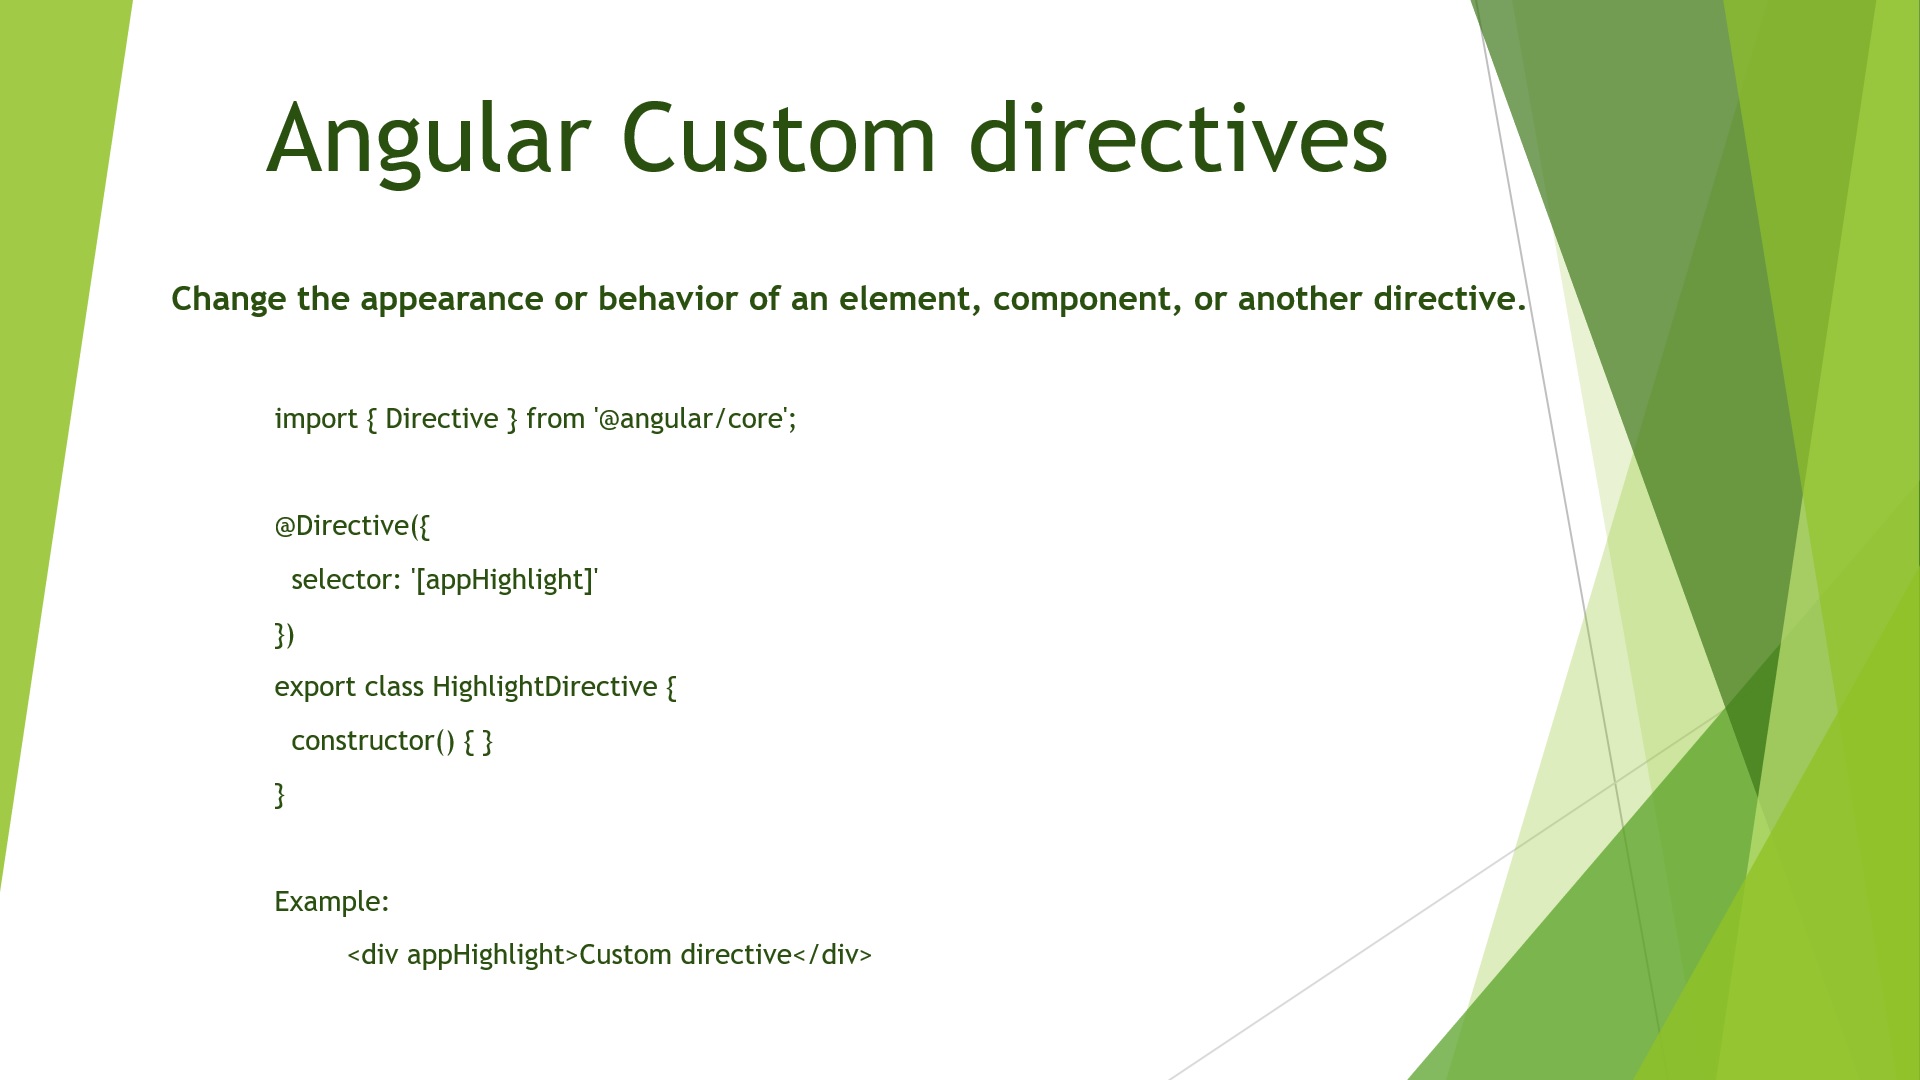 Angular Custom directives
Change the appearance or behavior of an element, component, or another directive.
import { Directive } from '@angular/core';
@Directive({
  selector: '[appHighlight]'
})
export class HighlightDirective {
  constructor() { }
}
Example:
<div appHighlight>Custom directive</div>